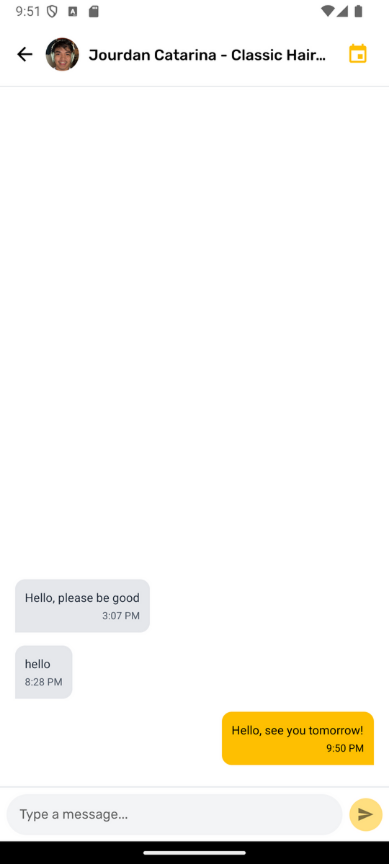 9:51
Jourdan Catarina - Classic Hair...
Hello, please be good
3:07 PM
hello
8:28 PM
Hello, see you tomorrow!
9:50 PM
Type a message...